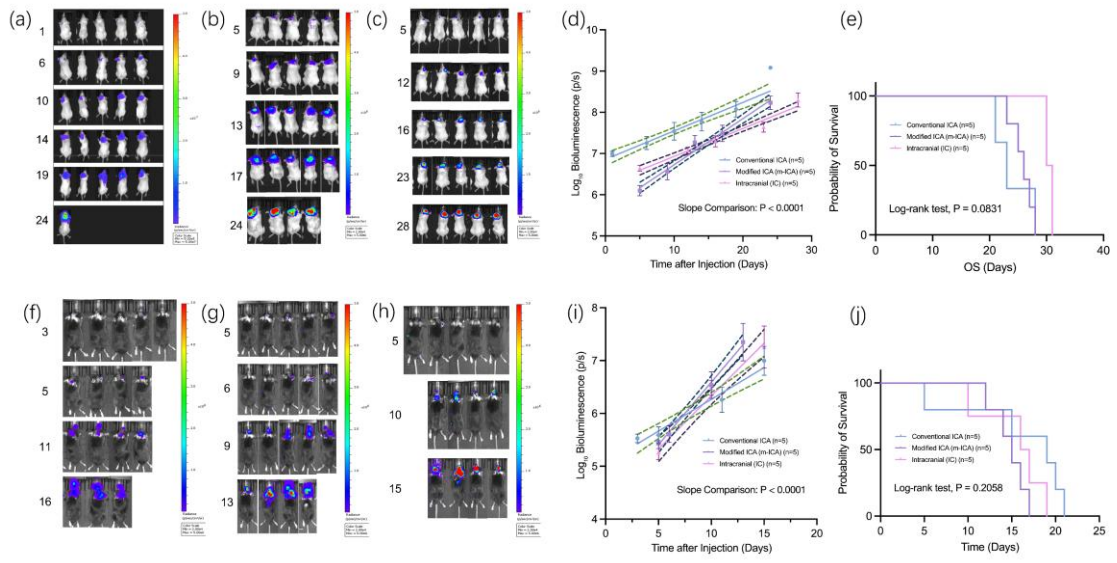 (a)
1
6
10
14
19
24
(b)
5
9
13
17
24
(c)
5
12
16
23
28
(d)
Log10 Bioluminescence (p/s)
10
9
8
7
6
5
0
10
20
30
Time after Injection (Days)
Conventional ICA (n=5)
Modified ICA (m-ICA) (n=5)
Intracranial (IC) (n=5)
Slope Comparison: P < 0.0001
(e)
Probability of Survival
100
50
0
0
10
20
30
40
OS (Days)
Conventional ICA (n=5)
Modified ICA (m-ICA) (n=5)
Intracranial (IC) (n=5)
Log-rank test, P = 0.0831
(f)
3
5
11
16
(g)
5
6
9
13
(h)
5
10
15
(i)
Log10 Bioluminescence (p/s)
8
7
6
5
4
0
5
10
15
20
Time after Injection (Days)
Conventional ICA (n=5)
Modified ICA (m-ICA) (n=5)
Intracranial (IC) (n=5)
Slope Comparison: P < 0.0001
(j)
Probability of Survival
100
50
0
0
5
10
15
20
25
Time (Days)
Conventional ICA (n=5)
Modified ICA (m-ICA) (n=5)
Intracranial (IC) (n=5)
Log-rank test, P = 0.2058